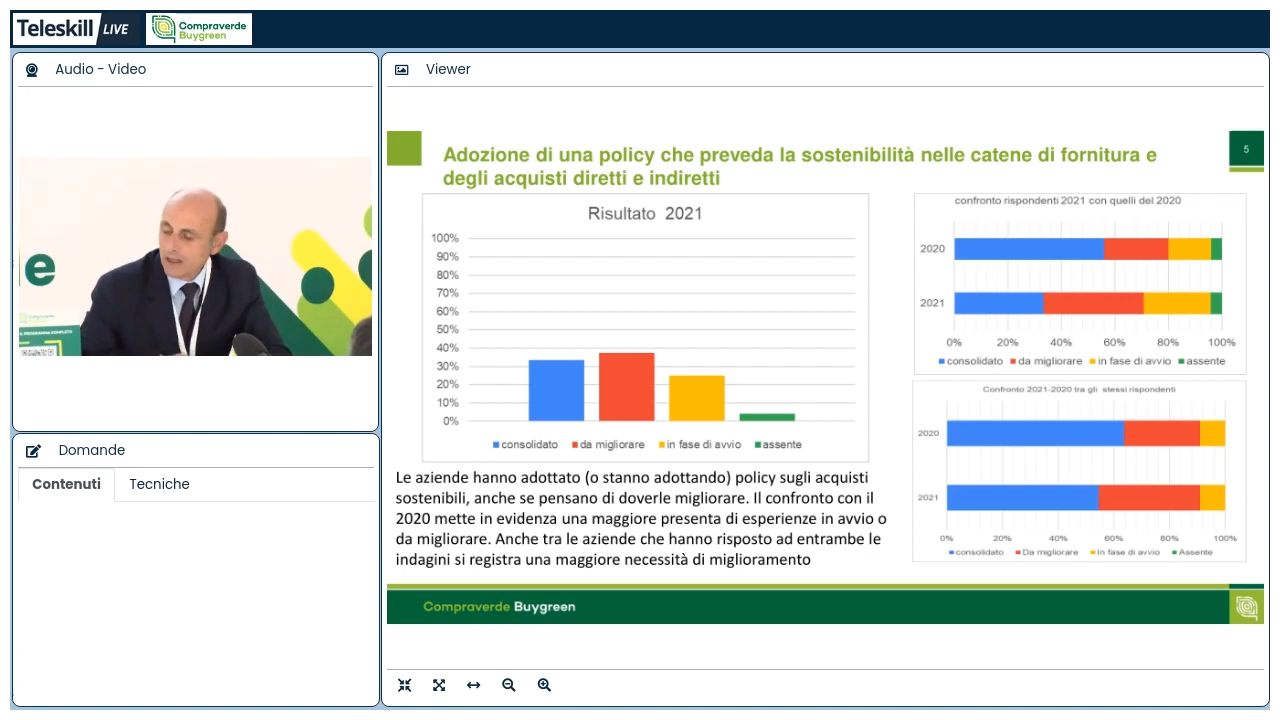 Teleskill LIVE
Compraverde
Buygreen
Audio - Video
e
Domande
Contenuti
Tecniche
Viewer
Adozione di una policy che preveda la sostenibilità nelle catene di fornitura e
degli acquisti diretti e indiretti
5
Risultato 2021
100%
90%
80%
70%
60%
50%
40%
30%
20%
10%
0%
consolidato da migliorare in fase di avvio assente
confronto rispondenti 2021 con quelli del 2020
2020
2021
0% 20% 40% 60% 80% 100%
consolidato da migliorare in fase di avvio assente
Confronto 2021-2020 tra gli stessi rispondenti
2020
2021
0% 20% 40% 60% 80% 100%
consolidato Da migliorare In fase di avvio Assente
Le aziende hanno adottato (o stanno adottando) policy sugli acquisti
sostenibili, anche se pensano di doverle migliorare. Il confronto con il
2020 mette in evidenza una maggiore presenta di esperienze in avvio o
da migliorare. Anche tra le aziende che hanno risposto ad entrambe le
indagini si registra una maggiore necessità di miglioramento
Compraverde Buygreen